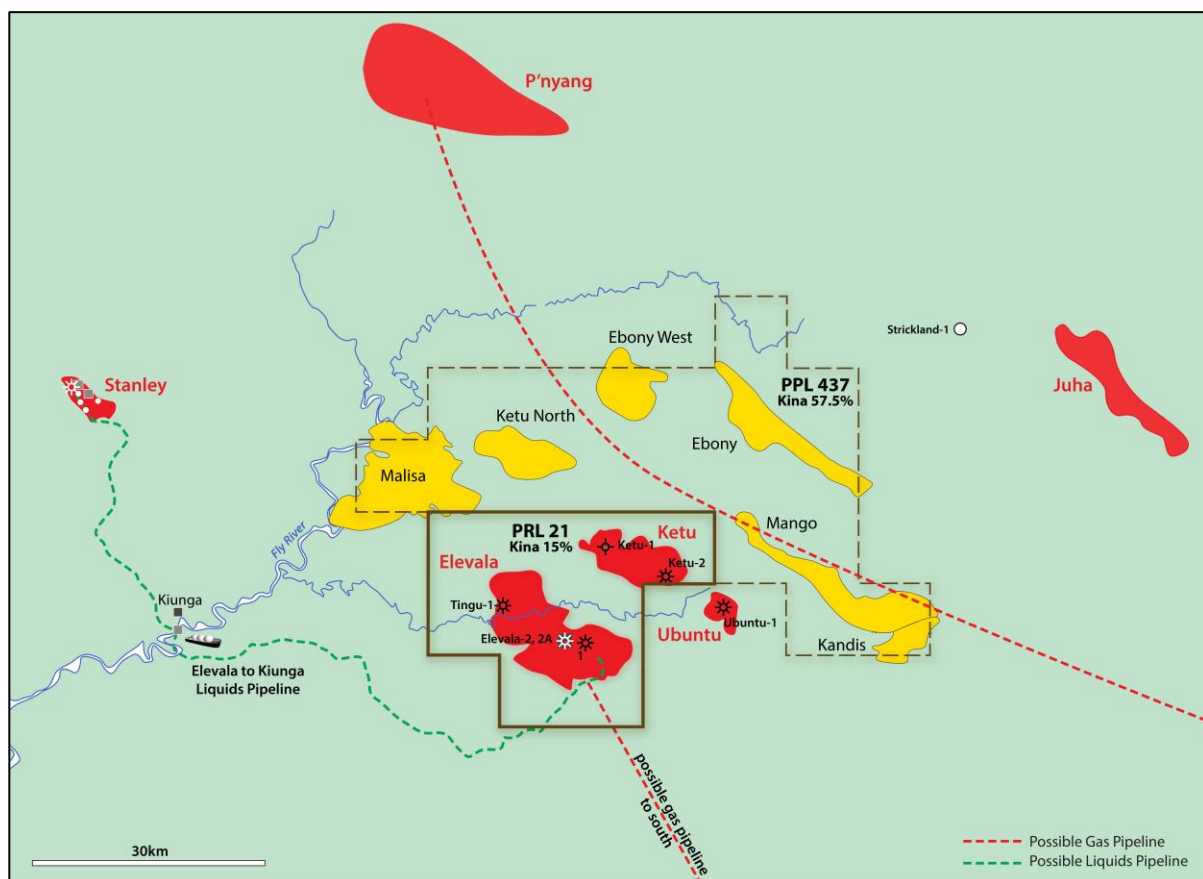 P'nyang
Strickland-1
Ebony West
PPL 437
Kina 57.5%
Juha
Stanley
Ketu North
Ebony
Malisa
Mango
Fly River
PRL 21
Kina 15%
Ketu
Ketu-1
Ketu-2
Elevala
Tingu-1
Kiunga
Ubuntu-1
Ubuntu
Elevala-2, 2A
1
Kandis
Elevala to Kiunga
Liquids Pipeline
possible gas pipeline
to south
30km
Possible Gas Pipeline
Possible Liquids Pipeline